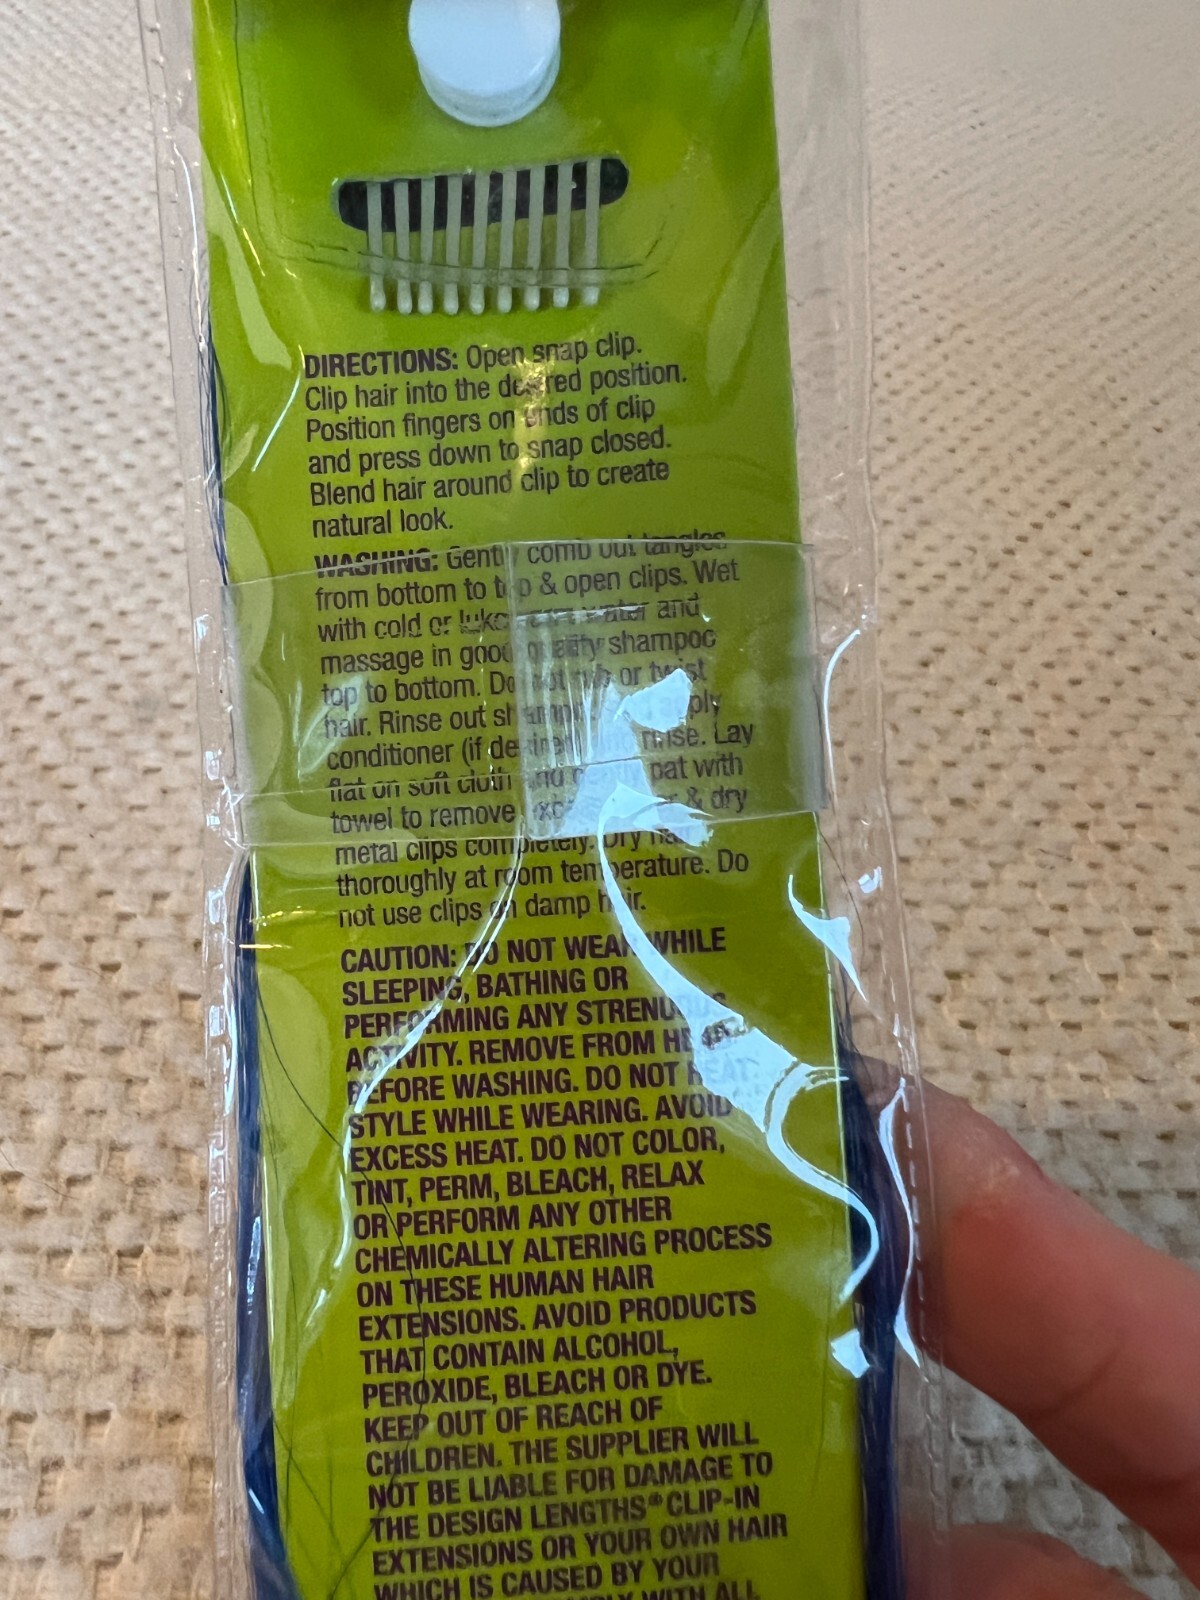 DIRECTIONS: Open snap clip.
Clip hair into the desired position.
Position fingers on ends of clip
and press down to snap closed.
Blend hair around clip to create
natural look.
WASHING: Gently comb out tangles
from bottom to top & open clips. Wet
with cold or lukewarm water and
massage in good quality shampoo
top to bottom. Do not rub or twist
hair. Rinse out shampoo apply
conditioner (if desired) and rinse. Lay
flat on soft cloth and gently pat with
towel to remove & dry
metal clips completely. Dry hair
thoroughly at room temperature. Do
not use clips on damp hair.
CAUTION: DO NOT WEAR WHILE
SLEEPING, BATHING OR
PERFORMING ANY STRENUOUS
ACTIVITY. REMOVE FROM HEAD
BEFORE WASHING. DO NOT HEAT
STYLE WHILE WEARING. AVOID
EXCESS HEAT. DO NOT COLOR,
TINT, PERM, BLEACH, RELAX
OR PERFORM ANY OTHER
CHEMICALLY ALTERING PROCESS
ON THESE HUMAN HAIR
EXTENSIONS. AVOID PRODUCTS
THAT CONTAIN ALCOHOL,
PEROXIDE, BLEACH OR DYE.
KEEP OUT OF REACH OF
CHILDREN. THE SUPPLIER WILL
NOT BE LIABLE FOR DAMAGE TO
THE DESIGN LENGTHS® CLIP-IN
EXTENSIONS OR YOUR OWN HAIR
WHICH IS CAUSED BY YOUR
WITH ALL